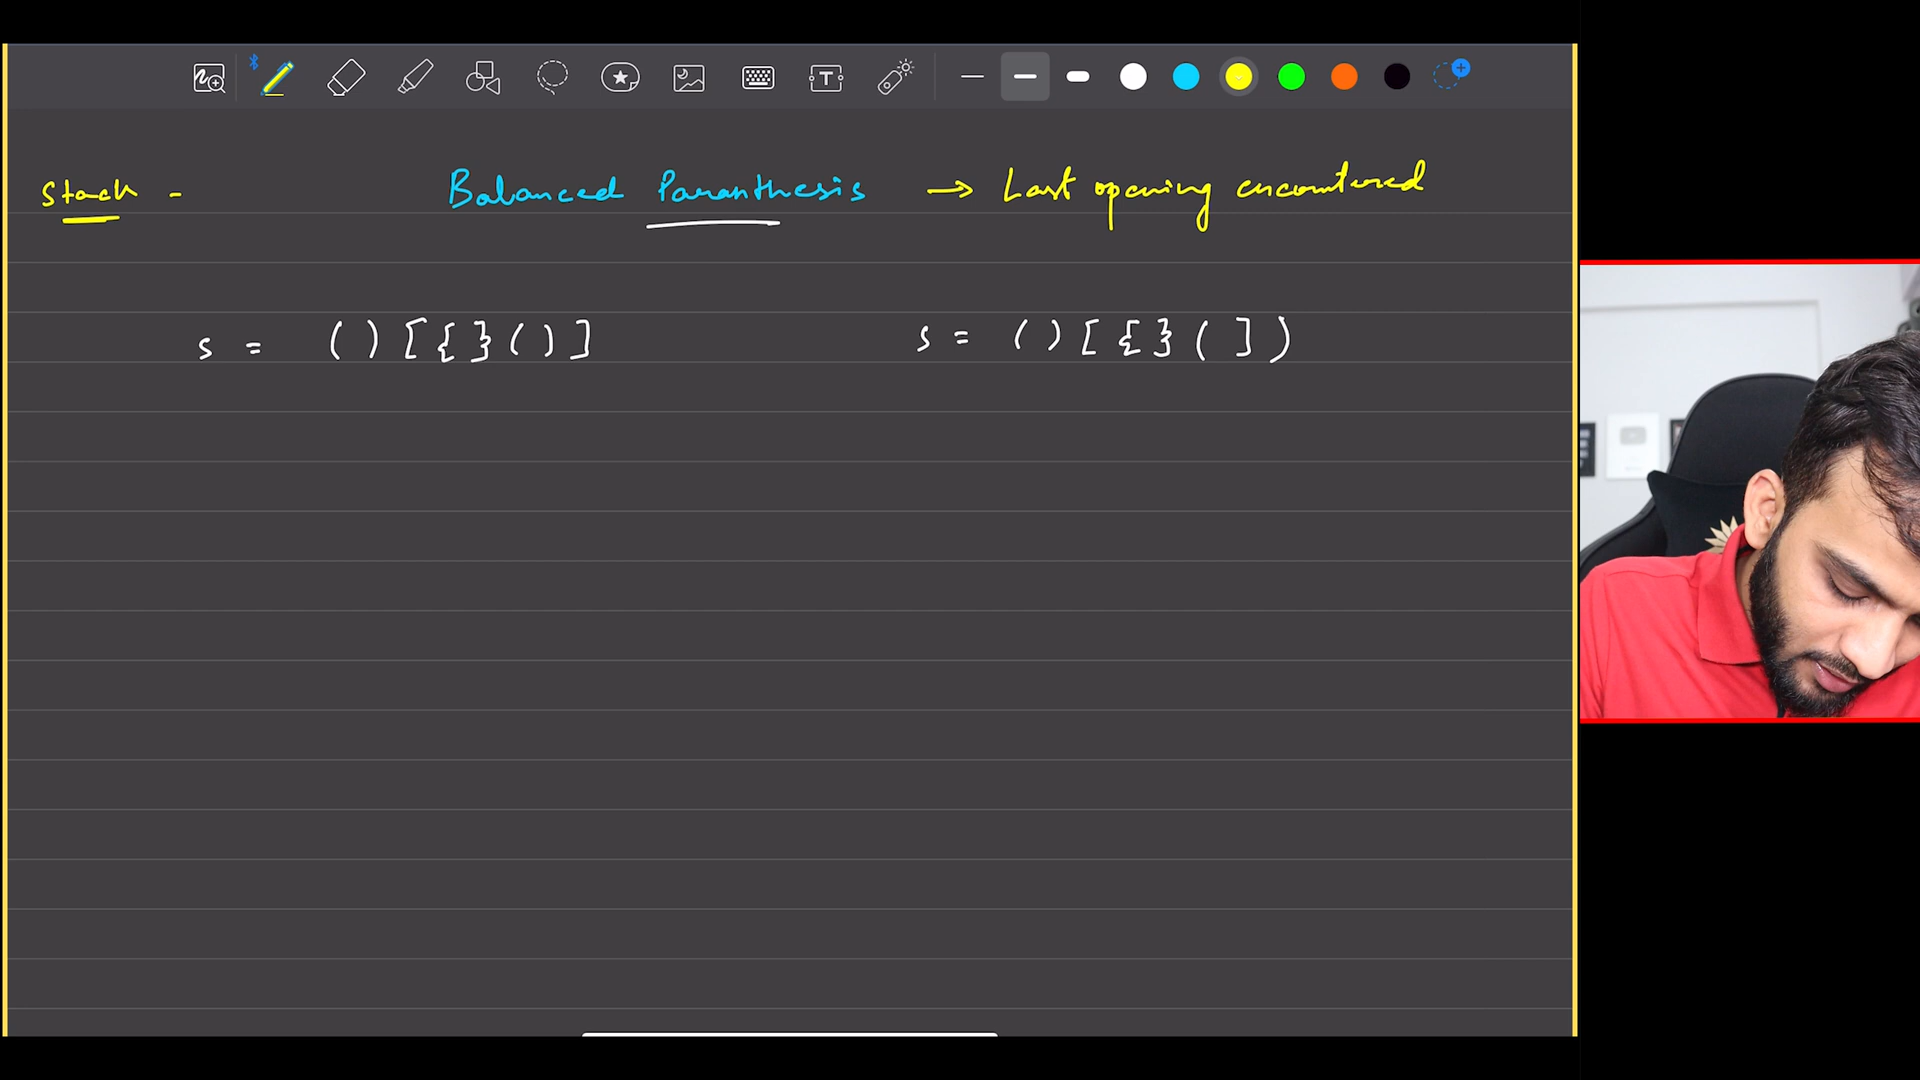 Stack - Balanced Paranthesis → Last opening encountered
s = ( ) [ { } ( ) ] s = ( ) [ { } ( ] )